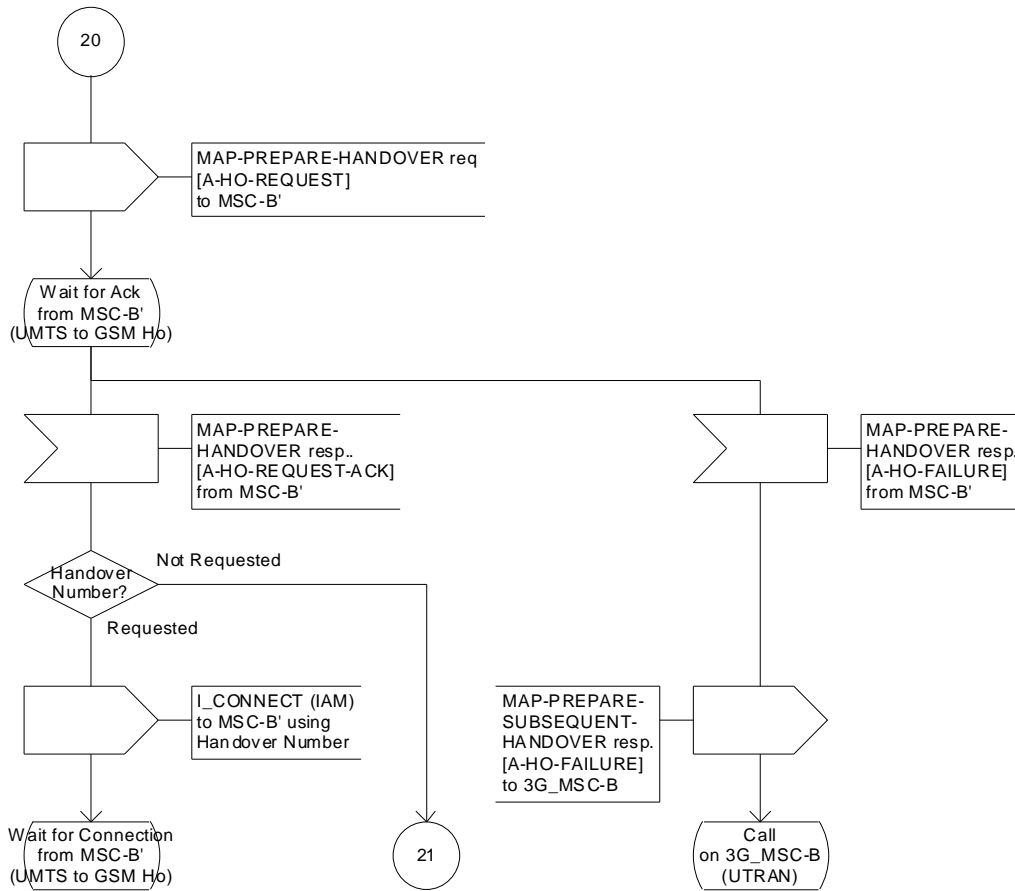 20
MAP-PREPARE-HANDOVER req
[A-HO-REQUEST]
to MSC-B'
Wait for Ack
from MSC-B'
(UMTS to GSM Ho)
MAP-PREPARE-
HANDOVER resp..
[A-HO-REQUEST-ACK]
from MSC-B'
MAP-PREPARE-
HANDOVER resp.
[A-HO-FAILURE]
from MSC-B'
Handover
Number?
Not Requested
Requested
I_CONNECT (IAM)
to MSC-B' using
Handover Number
MAP-PREPARE-
SUBSEQUENT-
HANDOVER resp.
[A-HO-FAILURE]
to 3G_MSC-B
Wait for Connection
from MSC-B'
(UMTS to GSM Ho)
21
Call
on 3G_MSC-B
(UTRAN)